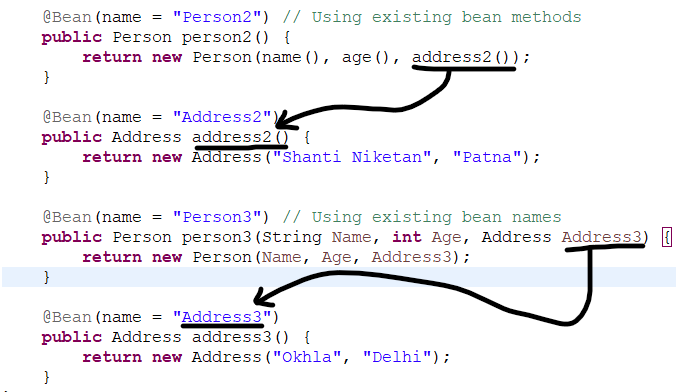 @Bean(name = "Person2") // Using existing bean methods
public Person person2() {
return new Person(name(), age(), address2());
}
@Bean(name = "Address2")
public Address address2() {
return new Address("Shanti Niketan", "Patna");
}
@Bean(name = "Person3") // Using existing bean names
public Person person3(String Name, int Age, Address Address3) {
return new Person(Name, Age, Address3);
}
@Bean(name = "Address3")
public Address address3() {
return new Address("Okhla", "Delhi");
}